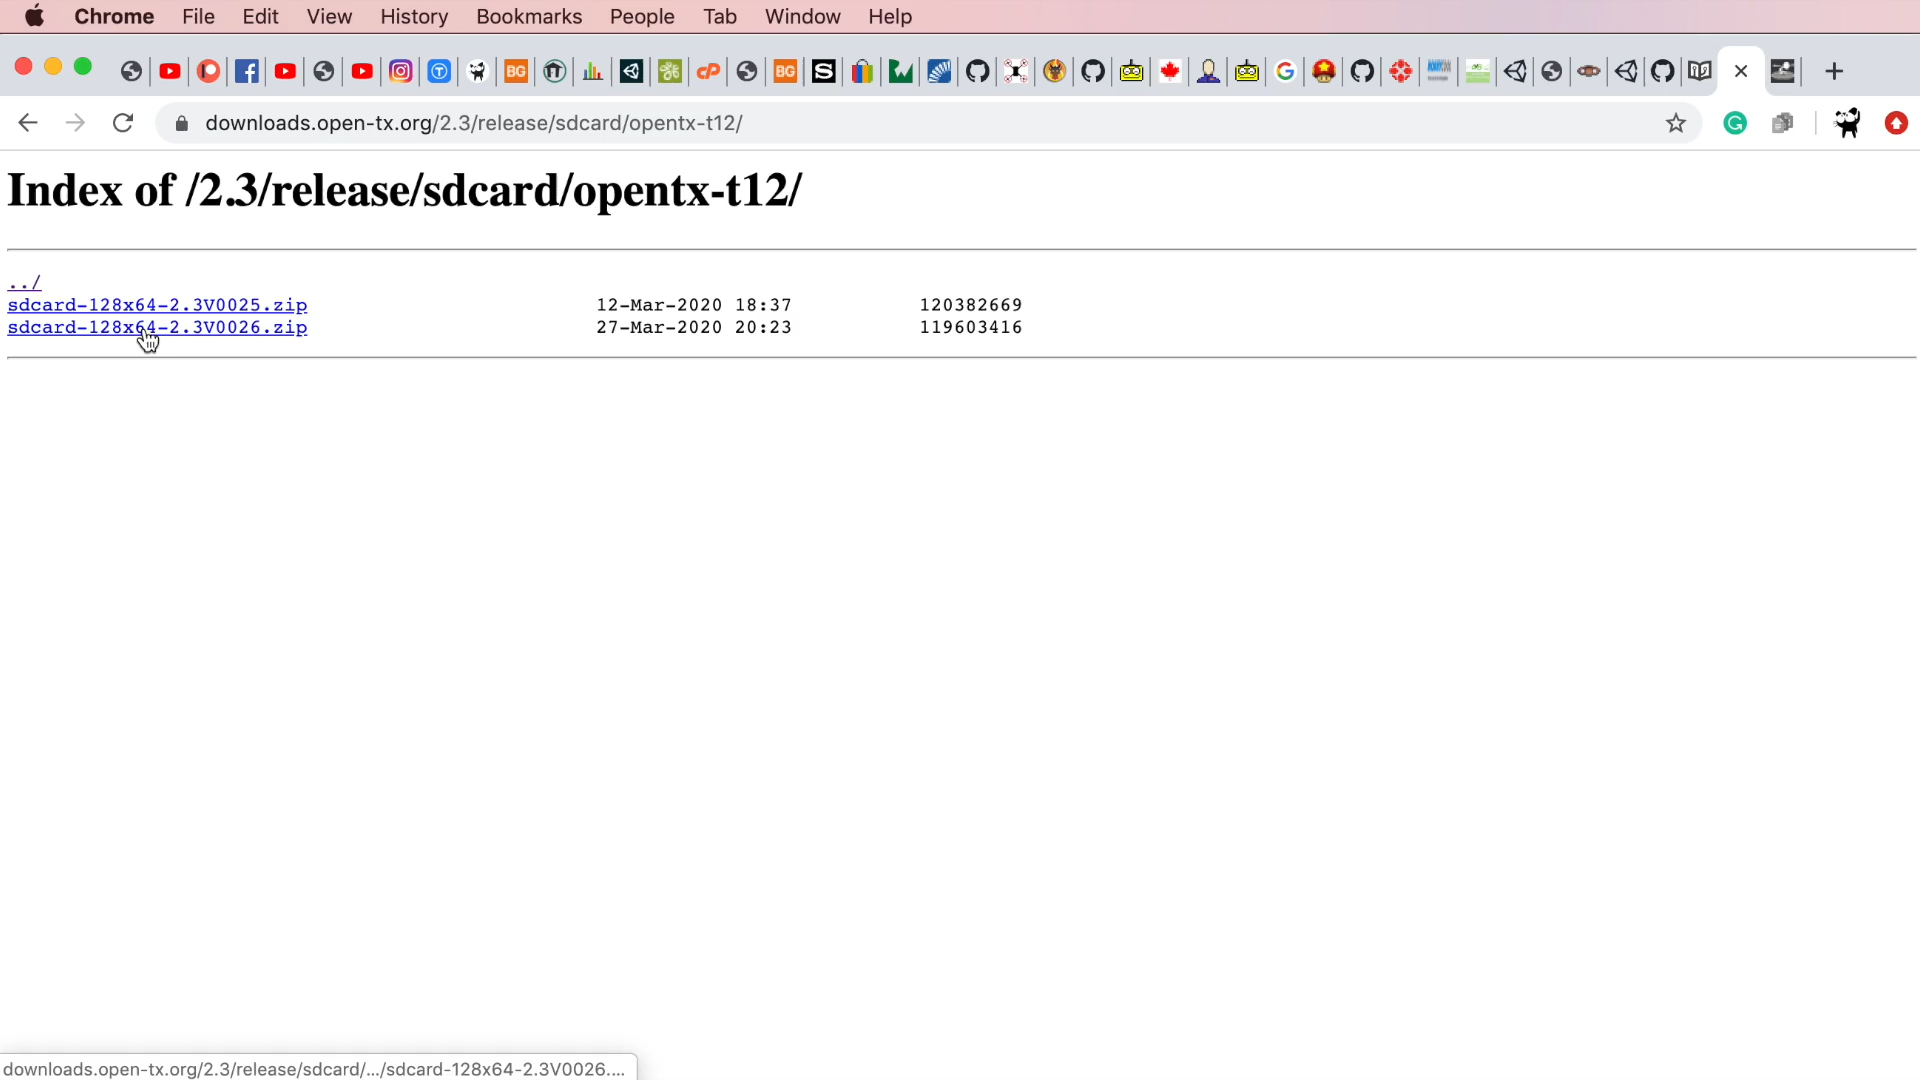 Chrome File Edit View History Bookmarks People Tab Window Help
downloads.open-tx.org/2.3/release/sdcard/opentx-t12/
Index of /2.3/release/sdcard/opentx-t12/
../
sdcard-128x64-2.3V0025.zip 12-Mar-2020 18:37 120382669
sdcard-128x64-2.3V0026.zip 27-Mar-2020 20:23 119603416
downloads.open-tx.org/2.3/release/sdcard/.../sdcard-128x64-2.3V0026....